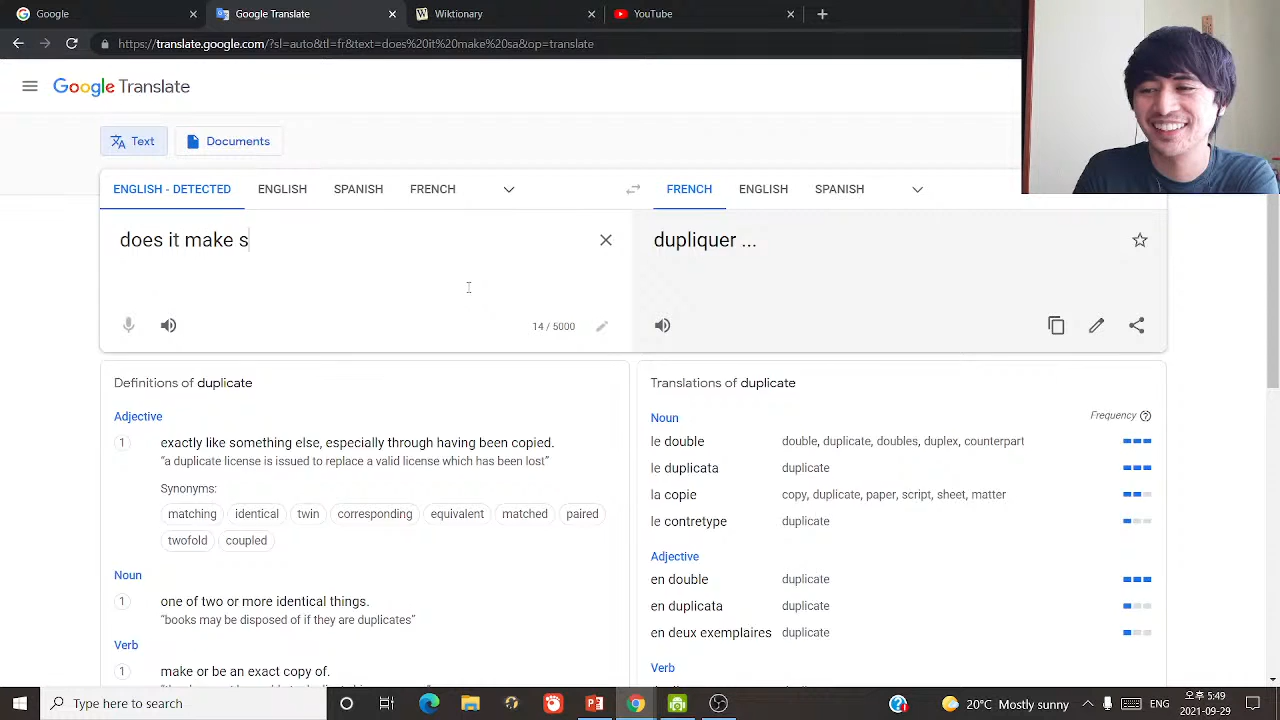 Google
Google Translate
Wiktionary
YouTube
https://translate.google.com/?sl=auto&tl=fr&text=does%20it%20make%20sa&op=translate
Google Translate
Text
Documents
ENGLISH - DETECTED
ENGLISH
SPANISH
FRENCH
FRENCH
ENGLISH
SPANISH
does it make s
dupliquer ...
14 / 5000
Definitions of duplicate
Adjective
1
exactly like something else, especially through having been copied.
“a duplicate license is issued to replace a valid license which has been lost”
Synonyms:
matching
identical
twin
corresponding
equivalent
matched
paired
twofold
coupled
Noun
1
one of two or more identical things.
“books may be disposed of if they are duplicates”
Verb
1
make or be an exact copy of.
Translations of duplicate
Noun
Frequency
le double double, duplicate, doubles, duplex, counterpart
le duplicata duplicate
la copie copy, duplicate, paper, script, sheet, matter
le contretype duplicate
Adjective
en double duplicate
en duplicata duplicate
en deux exemplaires duplicate
Verb
Type here to search
20°C Mostly sunny
ENG
오후 5:49
2021-09-29